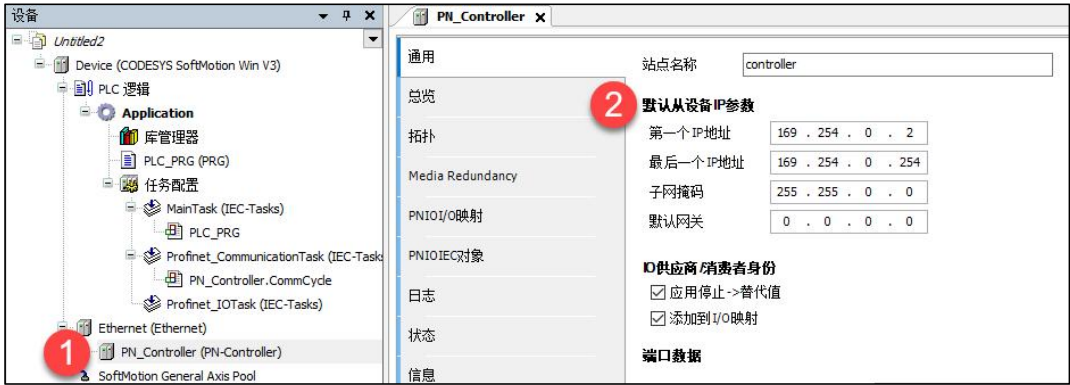 设备
Untitled2
Device (CODESYS SoftMotion Win V3)
PLC 逻辑
Application
库管理器
PLC_PRG (PRG)
任务配置
MainTask (IEC-Tasks)
PLC_PRG
Profinet_CommunicationTask (IEC-Task
PN_Controller.CommCycle
Profinet_IOTask (IEC-Tasks)
Ethernet (Ethernet)
1
PN_Controller (PN-Controller)
SoftMotion General Axis Pool
PN_Controller
通用
总览
拓扑
Media Redundancy
PNIOI/O映射
PNIOIEC对象
日志
状态
信息
站点名称 controller
2
默认从设备IP参数
第一个IP地址 169 . 254 . 0 . 2
最后一个IP地址 169 . 254 . 0 . 254
子网掩码 255 . 255 . 0 . 0
默认网关 0 . 0 . 0 . 0
IO供应商/消费者身份
应用停止->替代值
添加到I/O映射
端口数据